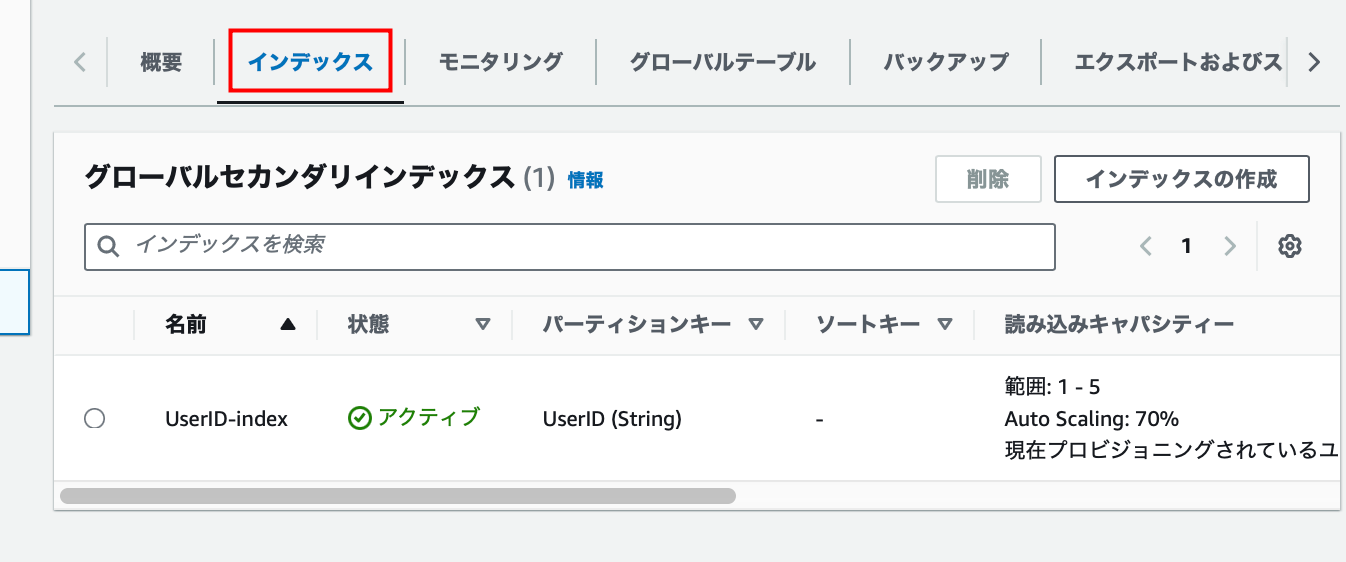 概要 インデックス モニタリング グローバルテーブル バックアップ エクスポートおよびス
グローバルセカンダリインデックス (1) 情報 削除 インデックスの作成
インデックスを検索 1
名前 状態 パーティションキー ソートキー 読み込みキャパシティー
範囲: 1 - 5
UserID-index アクティブ UserID (String) - Auto Scaling: 70%
現在プロビジョニングされているユ